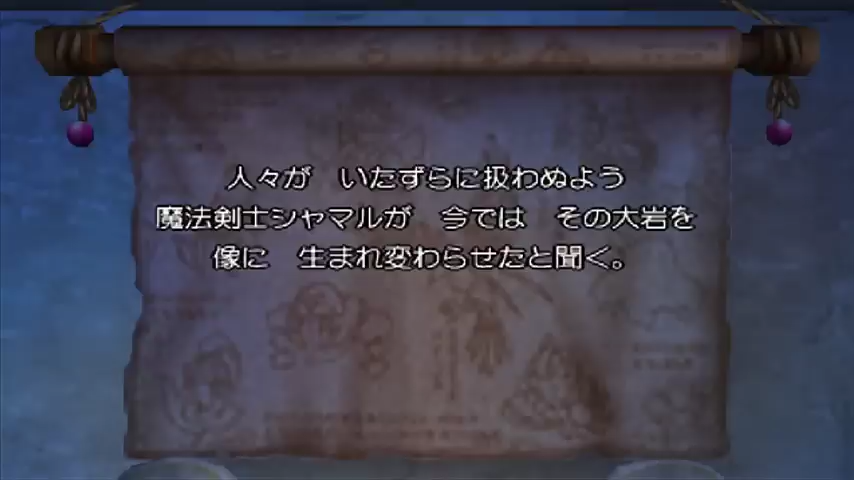 人々が　いたずらに扱わぬよう
魔法剣士シャマルが　今では　その大岩を
像に　生まれ変わらせたと聞く。